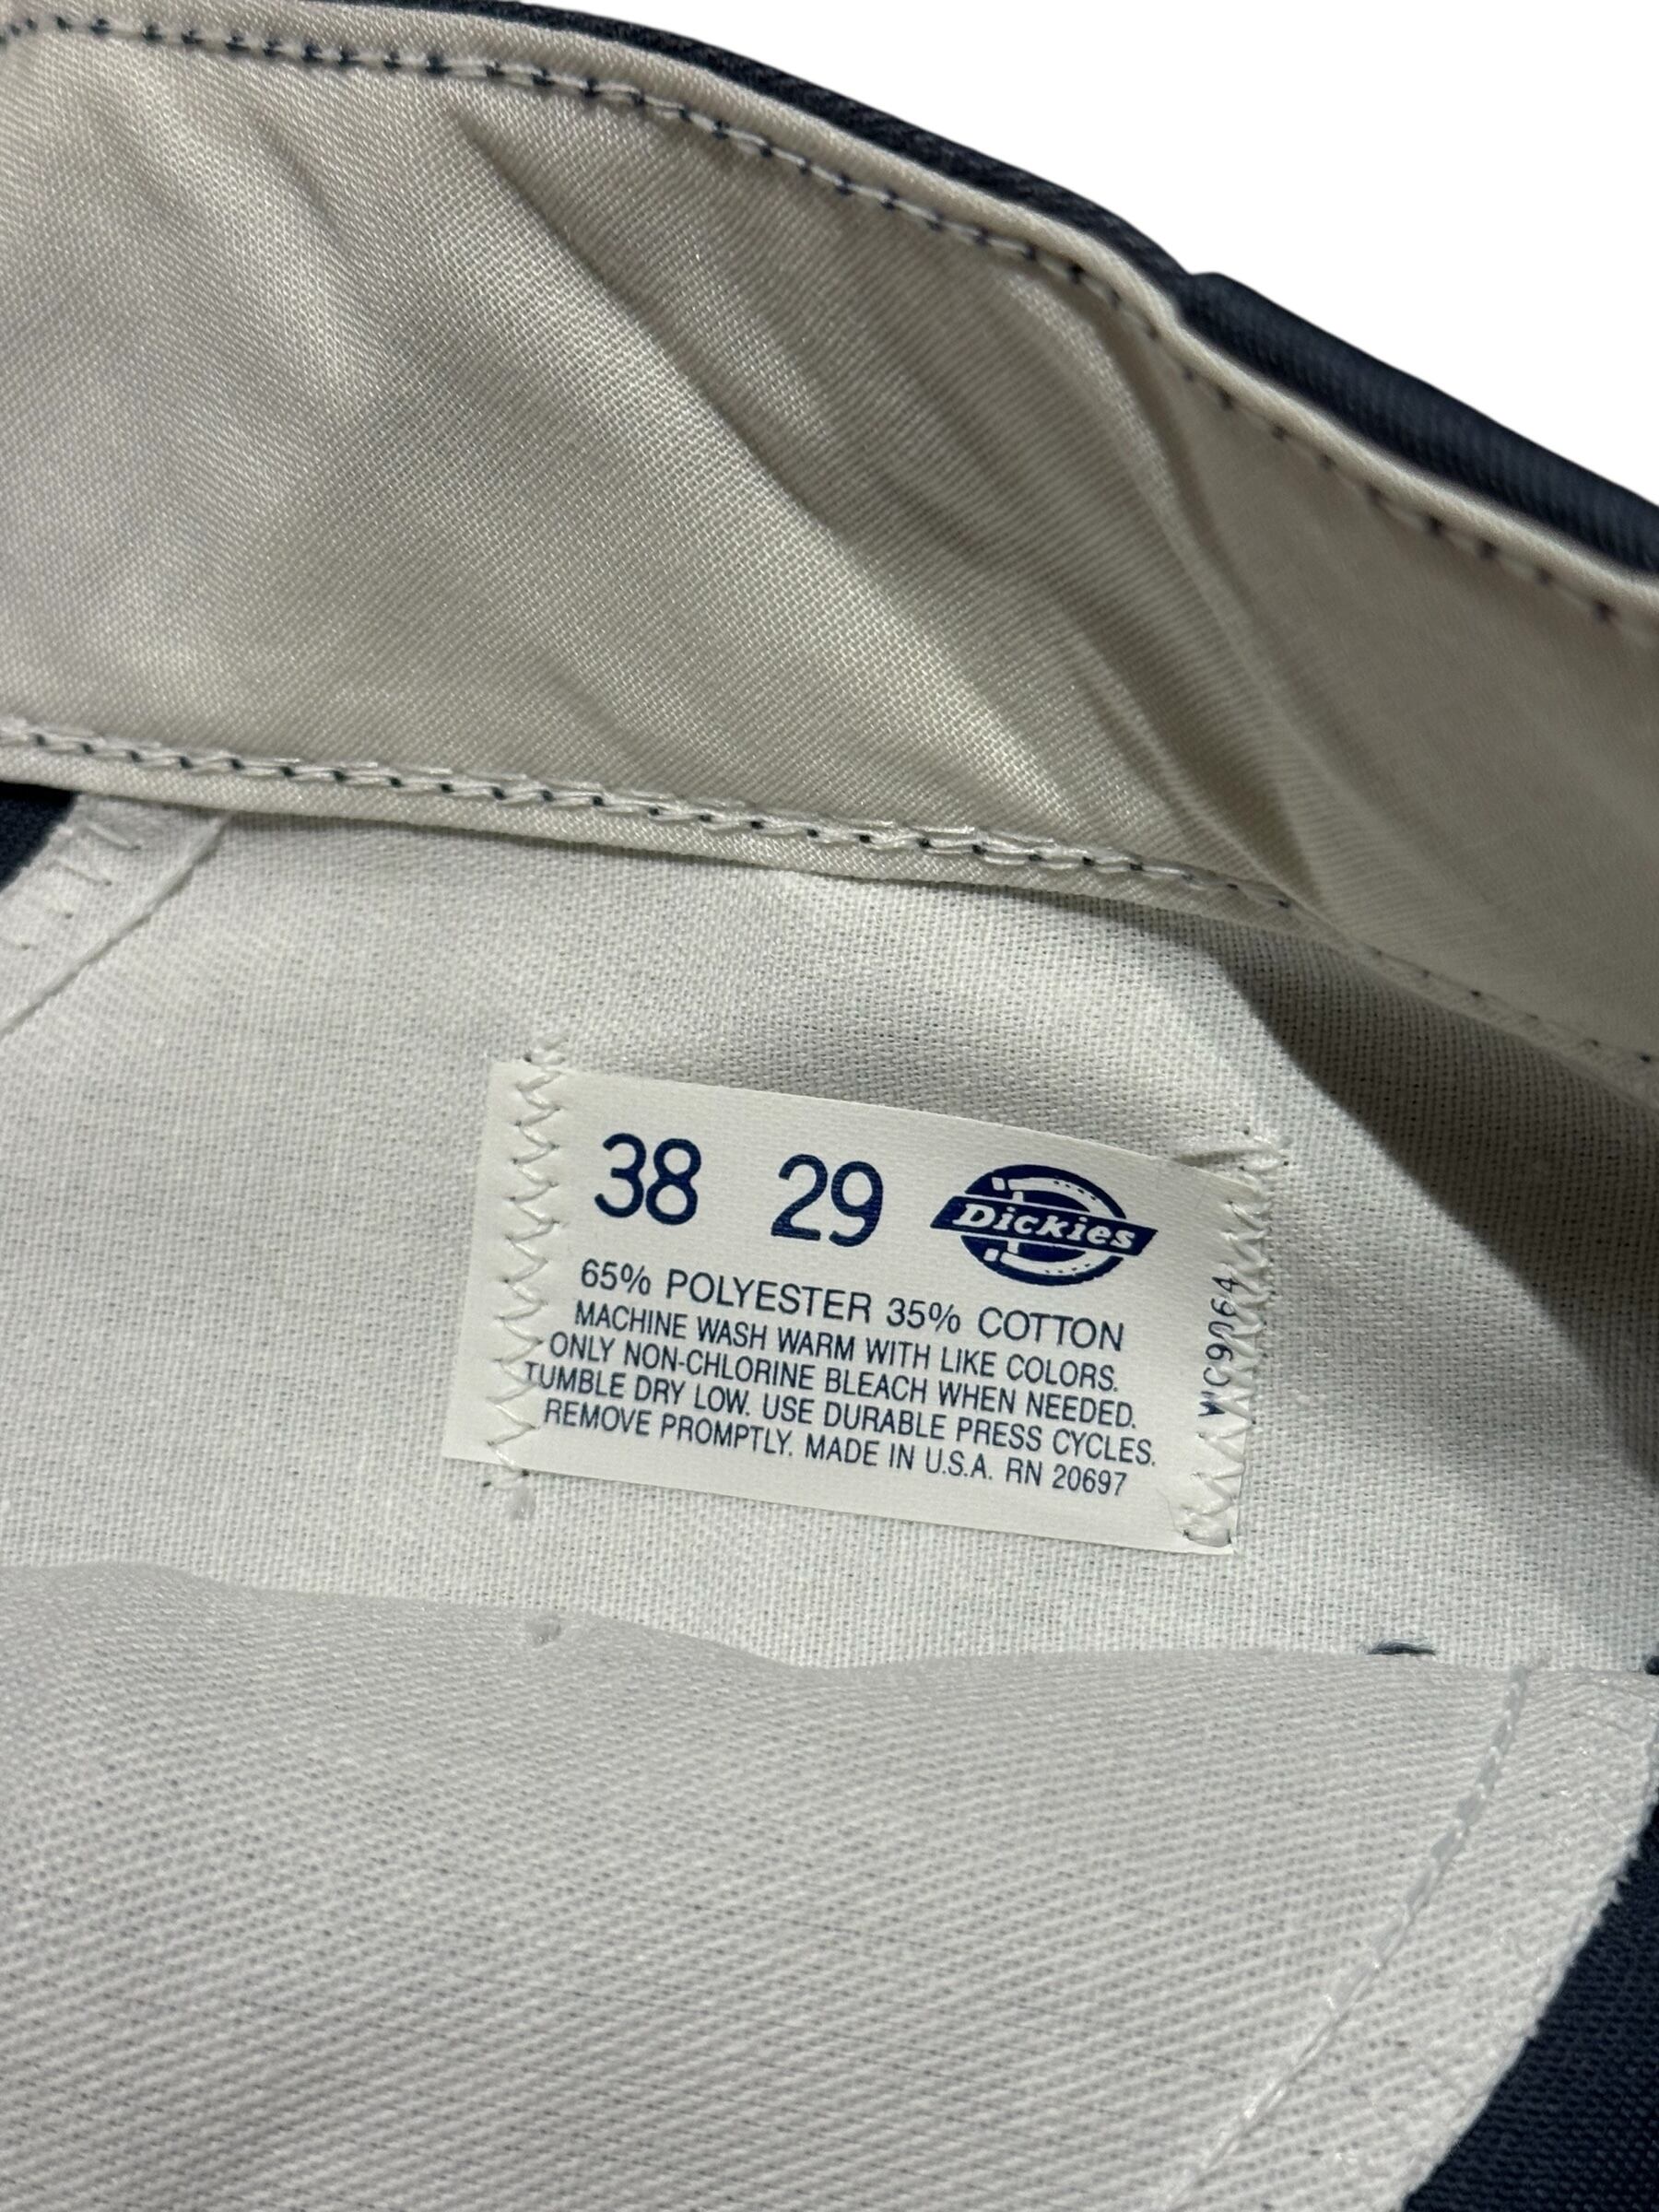 38 29 Dickies
65% POLYESTER 35% COTTON
MACHINE WASH WARM WITH LIKE COLORS.
ONLY NON-CHLORINE BLEACH WHEN NEEDED.
TUMBLE DRY LOW. USE DURABLE PRESS CYCLES.
REMOVE PROMPTLY. MADE IN U.S.A. RN 20697